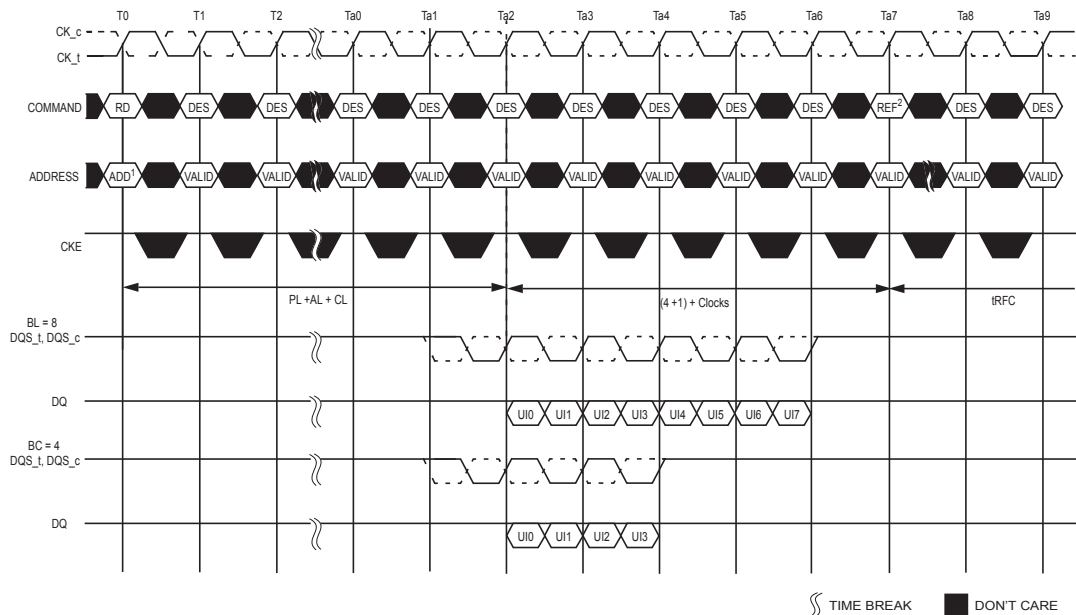 T0 T1 T2 Ta0 Ta1 Ta2 Ta3 Ta4 Ta5 Ta6 Ta7 Ta8 Ta9
CK_c
CK_t
COMMAND RD DES DES DES DES DES DES DES DES DES REF2 DES DES
ADDRESS ADD1 VALID VALID VALID VALID VALID VALID VALID VALID VALID VALID VALID VALID
CKE
PL +AL + CL (4 +1) + Clocks tRFC
BL = 8
DQS_t, DQS_c
DQ UI0 UI1 UI2 UI3 UI4 UI5 UI6 UI7
BC = 4
DQS_t, DQS_c
DQ UI0 UI1 UI2 UI3
TIME BREAK DON'T CARE